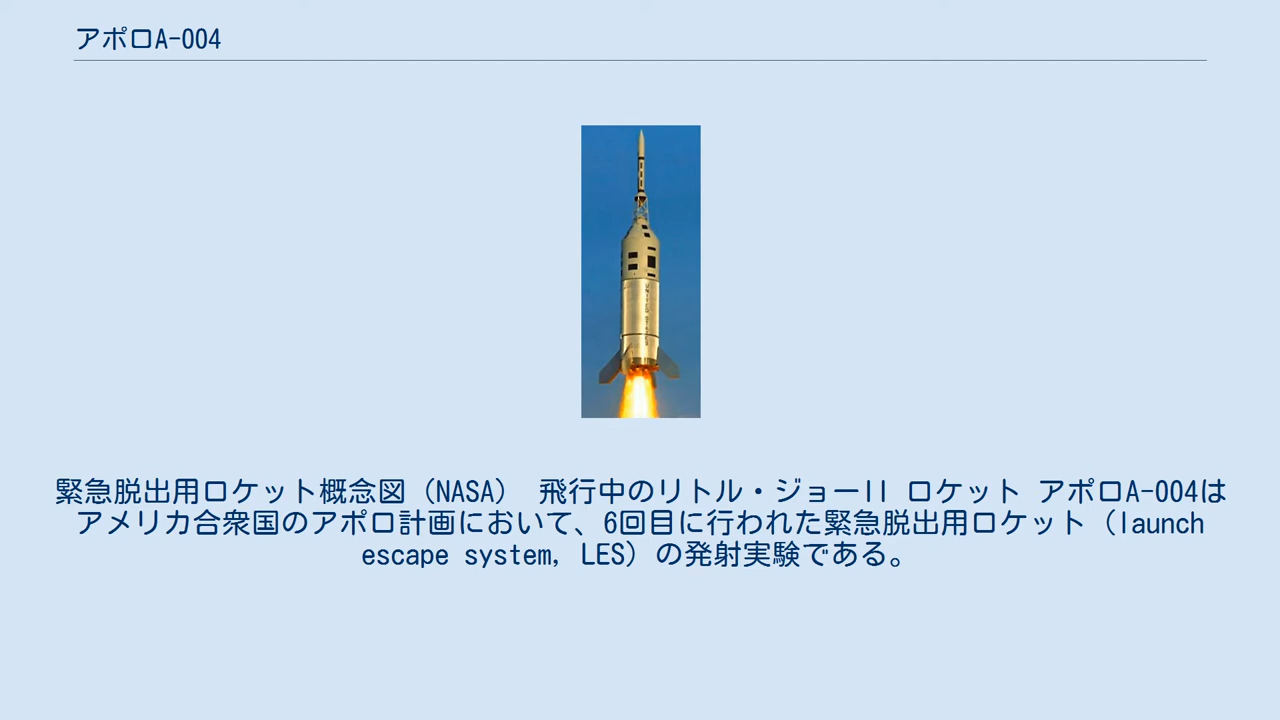 アポロA-004
UNITED STATES
緊急脱出用ロケット概念図（NASA） 飛行中のリトル・ジョーII ロケット アポロA-004は
アメリカ合衆国のアポロ計画において、6回目に行われた緊急脱出用ロケット（launch
escape system, LES）の発射実験である。